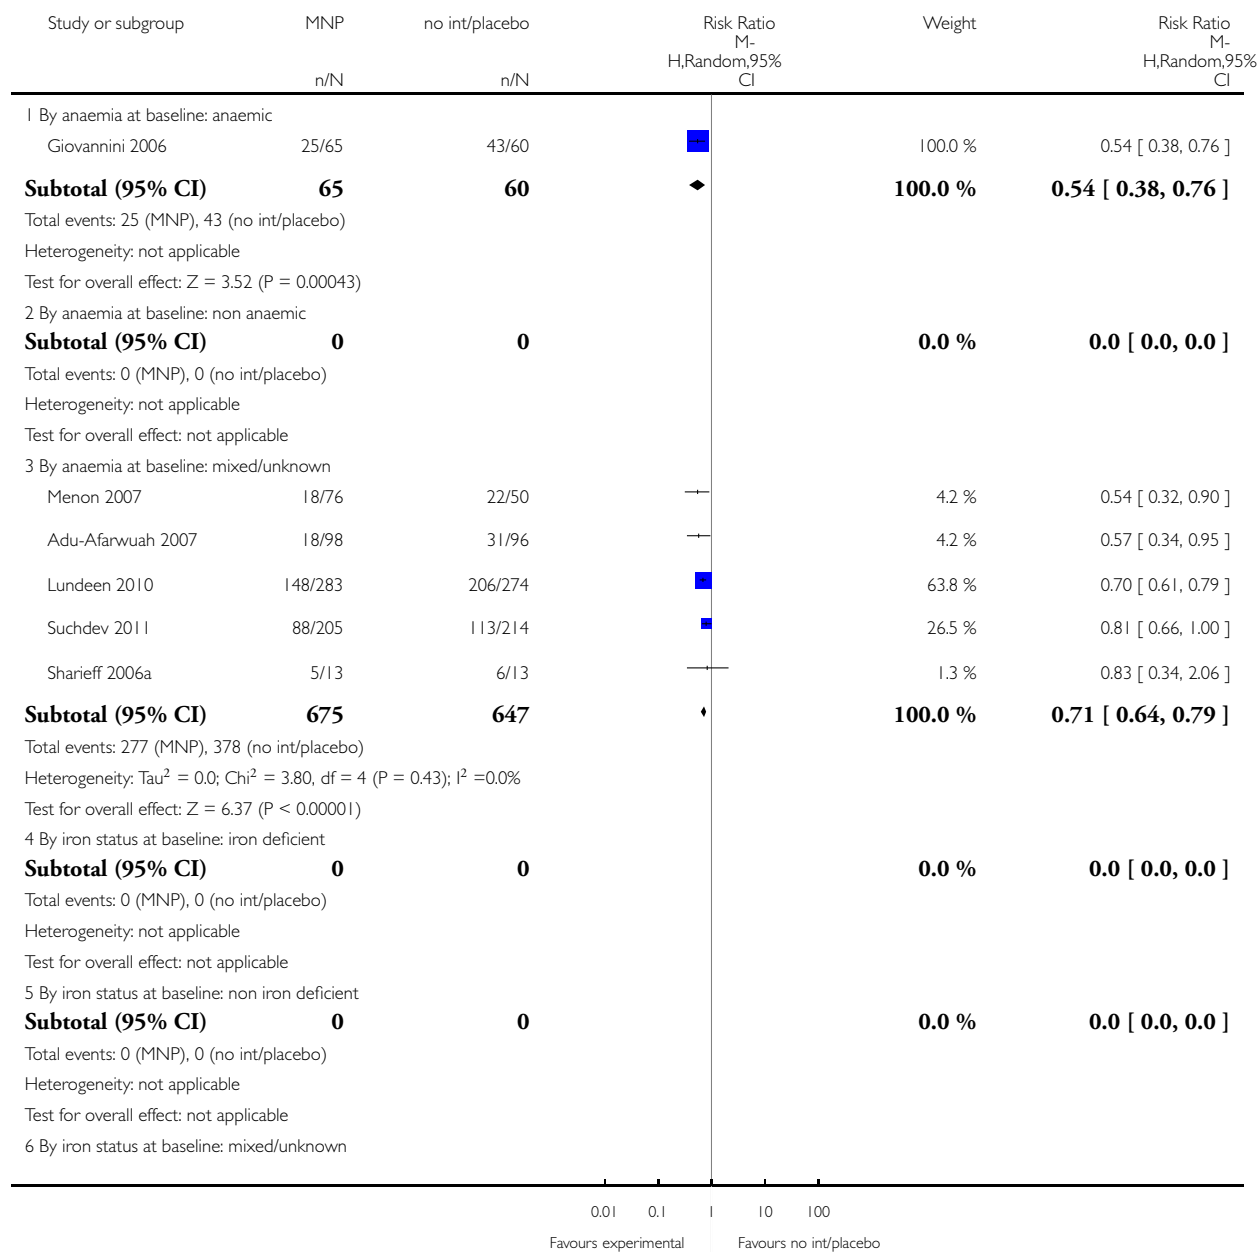 Study or subgroup MNP no int/placebo Risk Ratio Weight Risk Ratio
M- M-
H,Random,95% H,Random,95%
n/N n/N CI CI
1 By anaemia at baseline: anaemic
Giovannini 2006 25/65 43/60 100.0 % 0.54 [ 0.38, 0.76 ]
Subtotal (95% CI) 65 60 100.0 % 0.54 [ 0.38, 0.76 ]
Total events: 25 (MNP), 43 (no int/placebo)
Heterogeneity: not applicable
Test for overall effect: Z = 3.52 (P = 0.00043)
2 By anaemia at baseline: non anaemic
Subtotal (95% CI) 0 0 0.0 % 0.0 [ 0.0, 0.0 ]
Total events: 0 (MNP), 0 (no int/placebo)
Heterogeneity: not applicable
Test for overall effect: not applicable
3 By anaemia at baseline: mixed/unknown
Menon 2007 18/76 22/50 4.2 % 0.54 [ 0.32, 0.90 ]
Adu-Afarwuah 2007 18/98 31/96 4.2 % 0.57 [ 0.34, 0.95 ]
Lundeen 2010 148/283 206/274 63.8 % 0.70 [ 0.61, 0.79 ]
Suchdev 2011 88/205 113/214 26.5 % 0.81 [ 0.66, 1.00 ]
Sharieff 2006a 5/13 6/13 1.3 % 0.83 [ 0.34, 2.06 ]
Subtotal (95% CI) 675 647 100.0 % 0.71 [ 0.64, 0.79 ]
Total events: 277 (MNP), 378 (no int/placebo)
Heterogeneity: Tau² = 0.0; Chi² = 3.80, df = 4 (P = 0.43); I² =0.0%
Test for overall effect: Z = 6.37 (P < 0.00001)
4 By iron status at baseline: iron deficient
Subtotal (95% CI) 0 0 0.0 % 0.0 [ 0.0, 0.0 ]
Total events: 0 (MNP), 0 (no int/placebo)
Heterogeneity: not applicable
Test for overall effect: not applicable
5 By iron status at baseline: non iron deficient
Subtotal (95% CI) 0 0 0.0 % 0.0 [ 0.0, 0.0 ]
Total events: 0 (MNP), 0 (no int/placebo)
Heterogeneity: not applicable
Test for overall effect: not applicable
6 By iron status at baseline: mixed/unknown
0.01 0.1 1 10 100
Favours experimental Favours no int/placebo